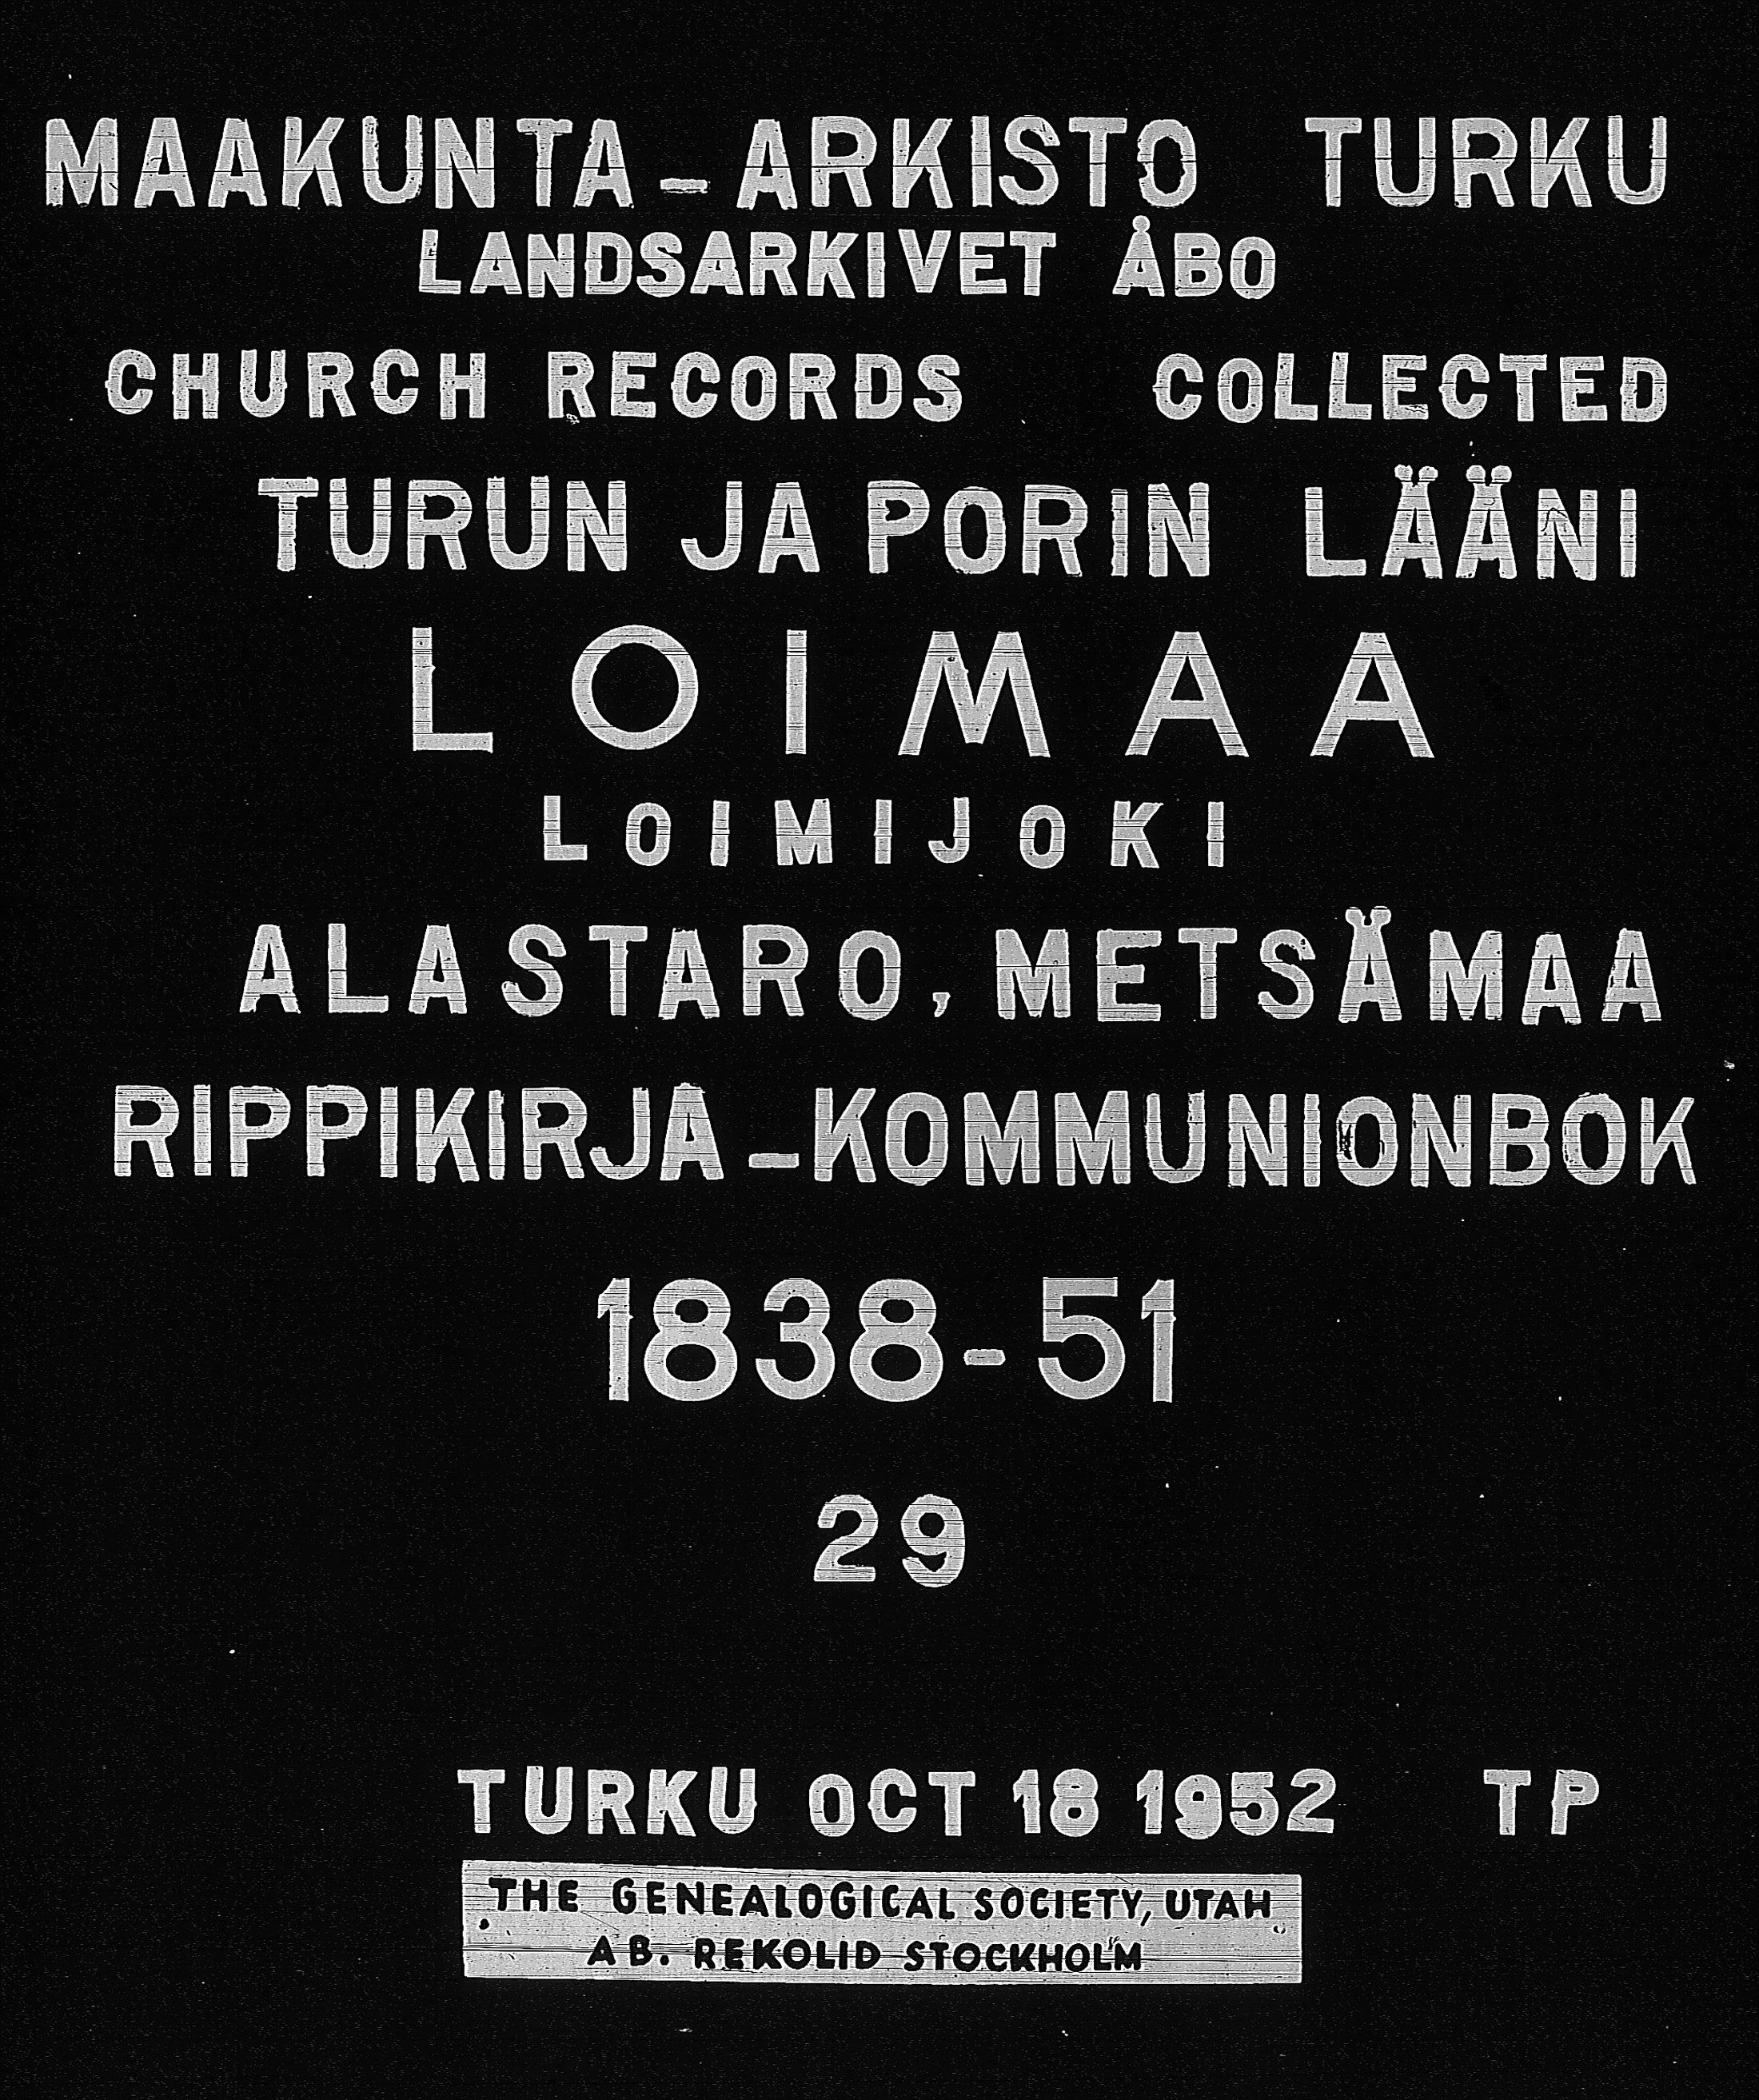 MAAKUNTA - ARKISTO TURKU
LANDSARKIVET ÅBO
CHURCH RECORDS COLLECTED
TURUN JA PORIN LÄÄNI
LOIMAA
LOIMIJOKI
ALASTARO, METSÄMAA
RIPPIKIRJA - KOMMUNIONBOK
1838-51
29
TURKU OCT 18 1952 TP
THE GENEALOGICAL SOCIETY, UTAH
AB. REKOLID STOCKHOLM